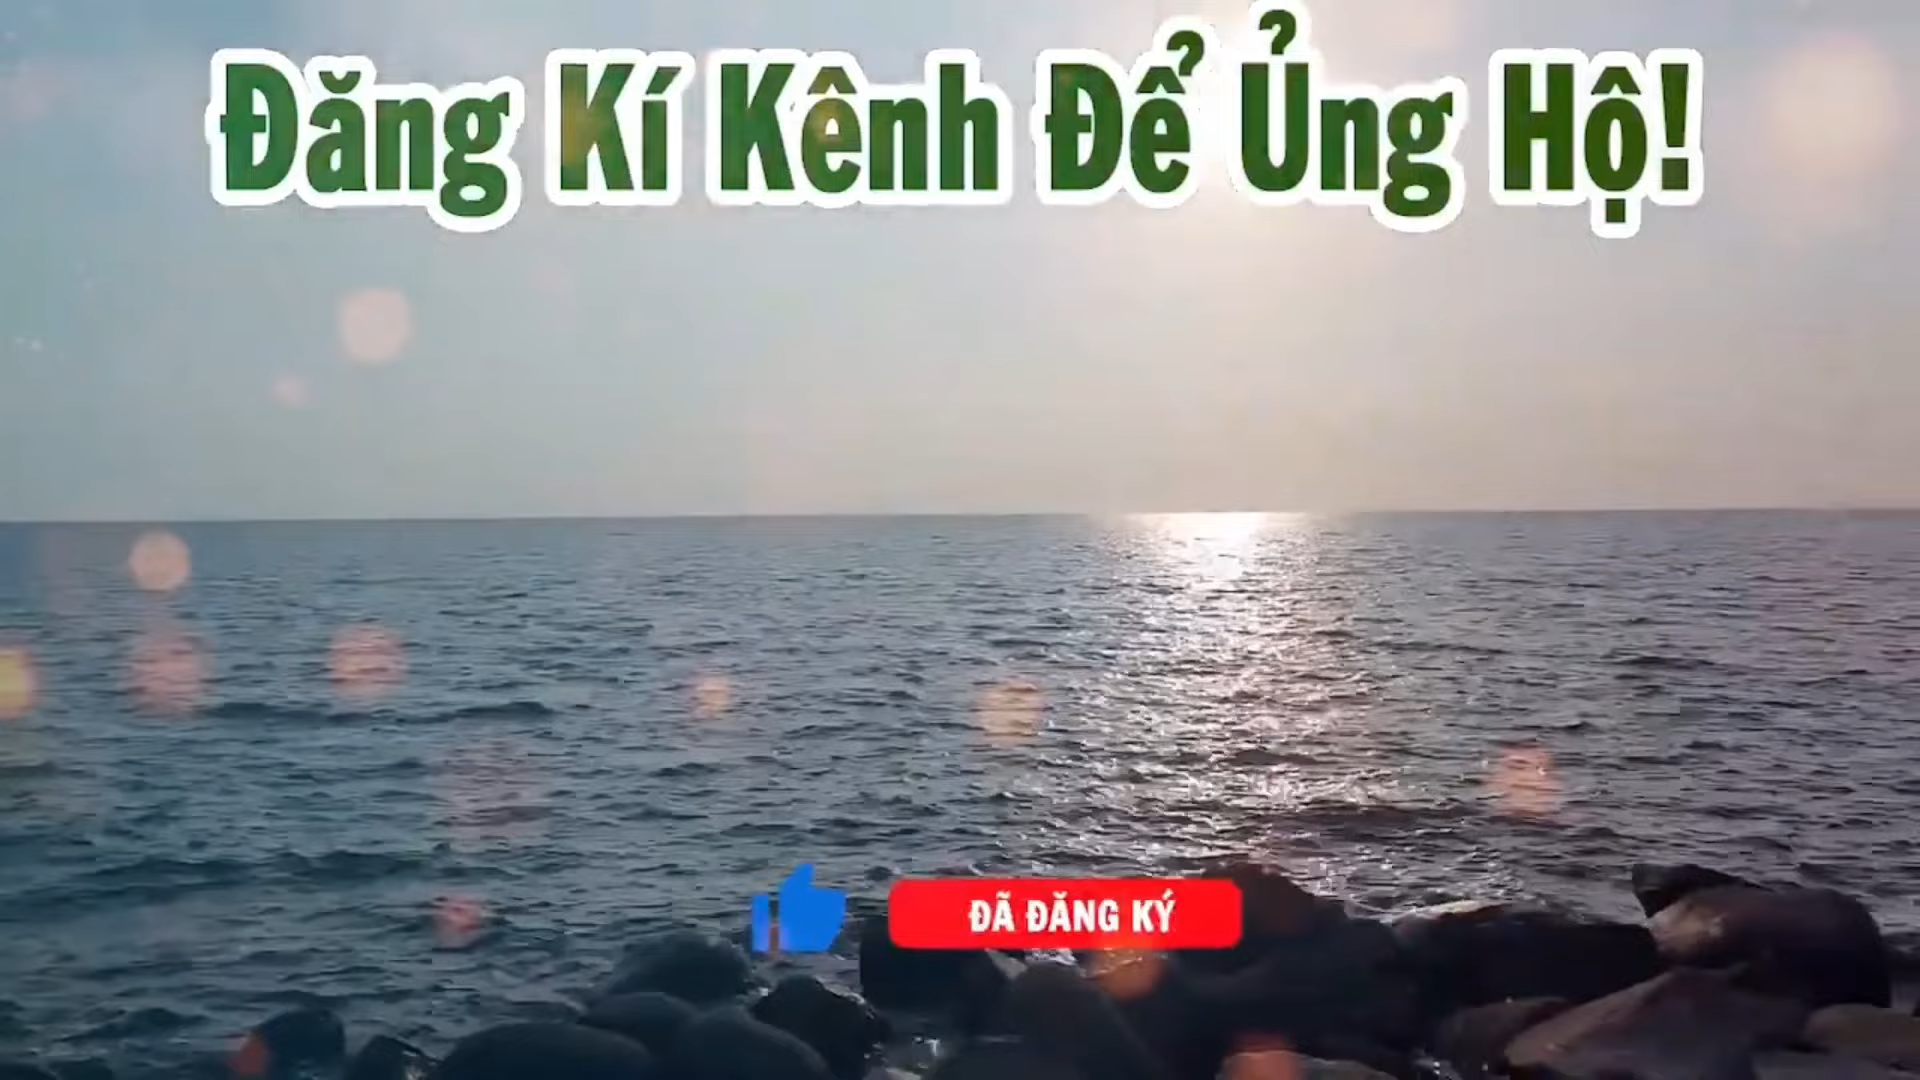 Đăng Kí Kênh Để Ủng Hộ!
ĐÃ ĐĂNG KÝ